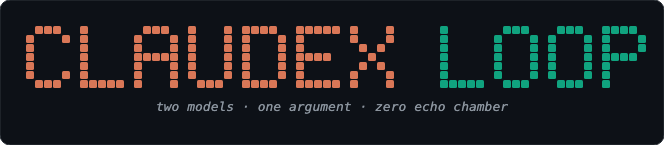 CLAUDEX LOOP
two models · one argument · zero echo chamber